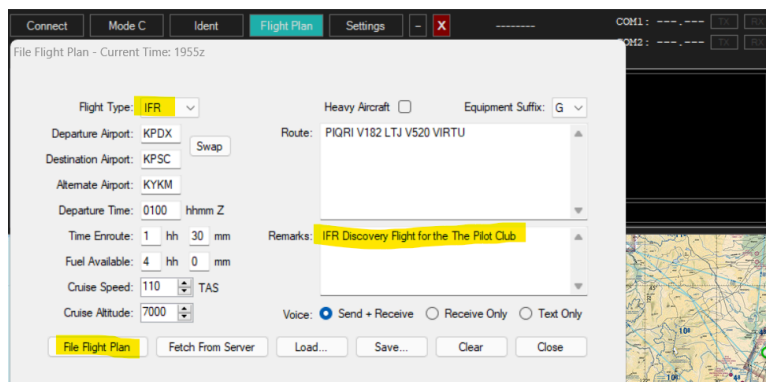 Connect Mode C Ident Flight Plan Settings – X --------
COM1: ---.--- TX RX
COM2: ---.--- TX RX
File Flight Plan - Current Time: 1955z
Flight Type: IFR Heavy Aircraft Equipment Suffix: G
Departure Airport: KPDX Swap Route: PIQRI V182 LTJ V520 VIRTU
Destination Airport: KPSC
Alternate Airport: KYKM
Departure Time: 0100 hhmm Z
Time Enroute: 1 hh 30 mm Remarks: IFR Discovery Flight for the The Pilot Club
Fuel Available: 4 hh 0 mm
Cruise Speed: 110 TAS
Cruise Altitude: 7000 Voice: Send + Receive Receive Only Text Only
File Flight Plan Fetch From Server Load... Save... Clear Close